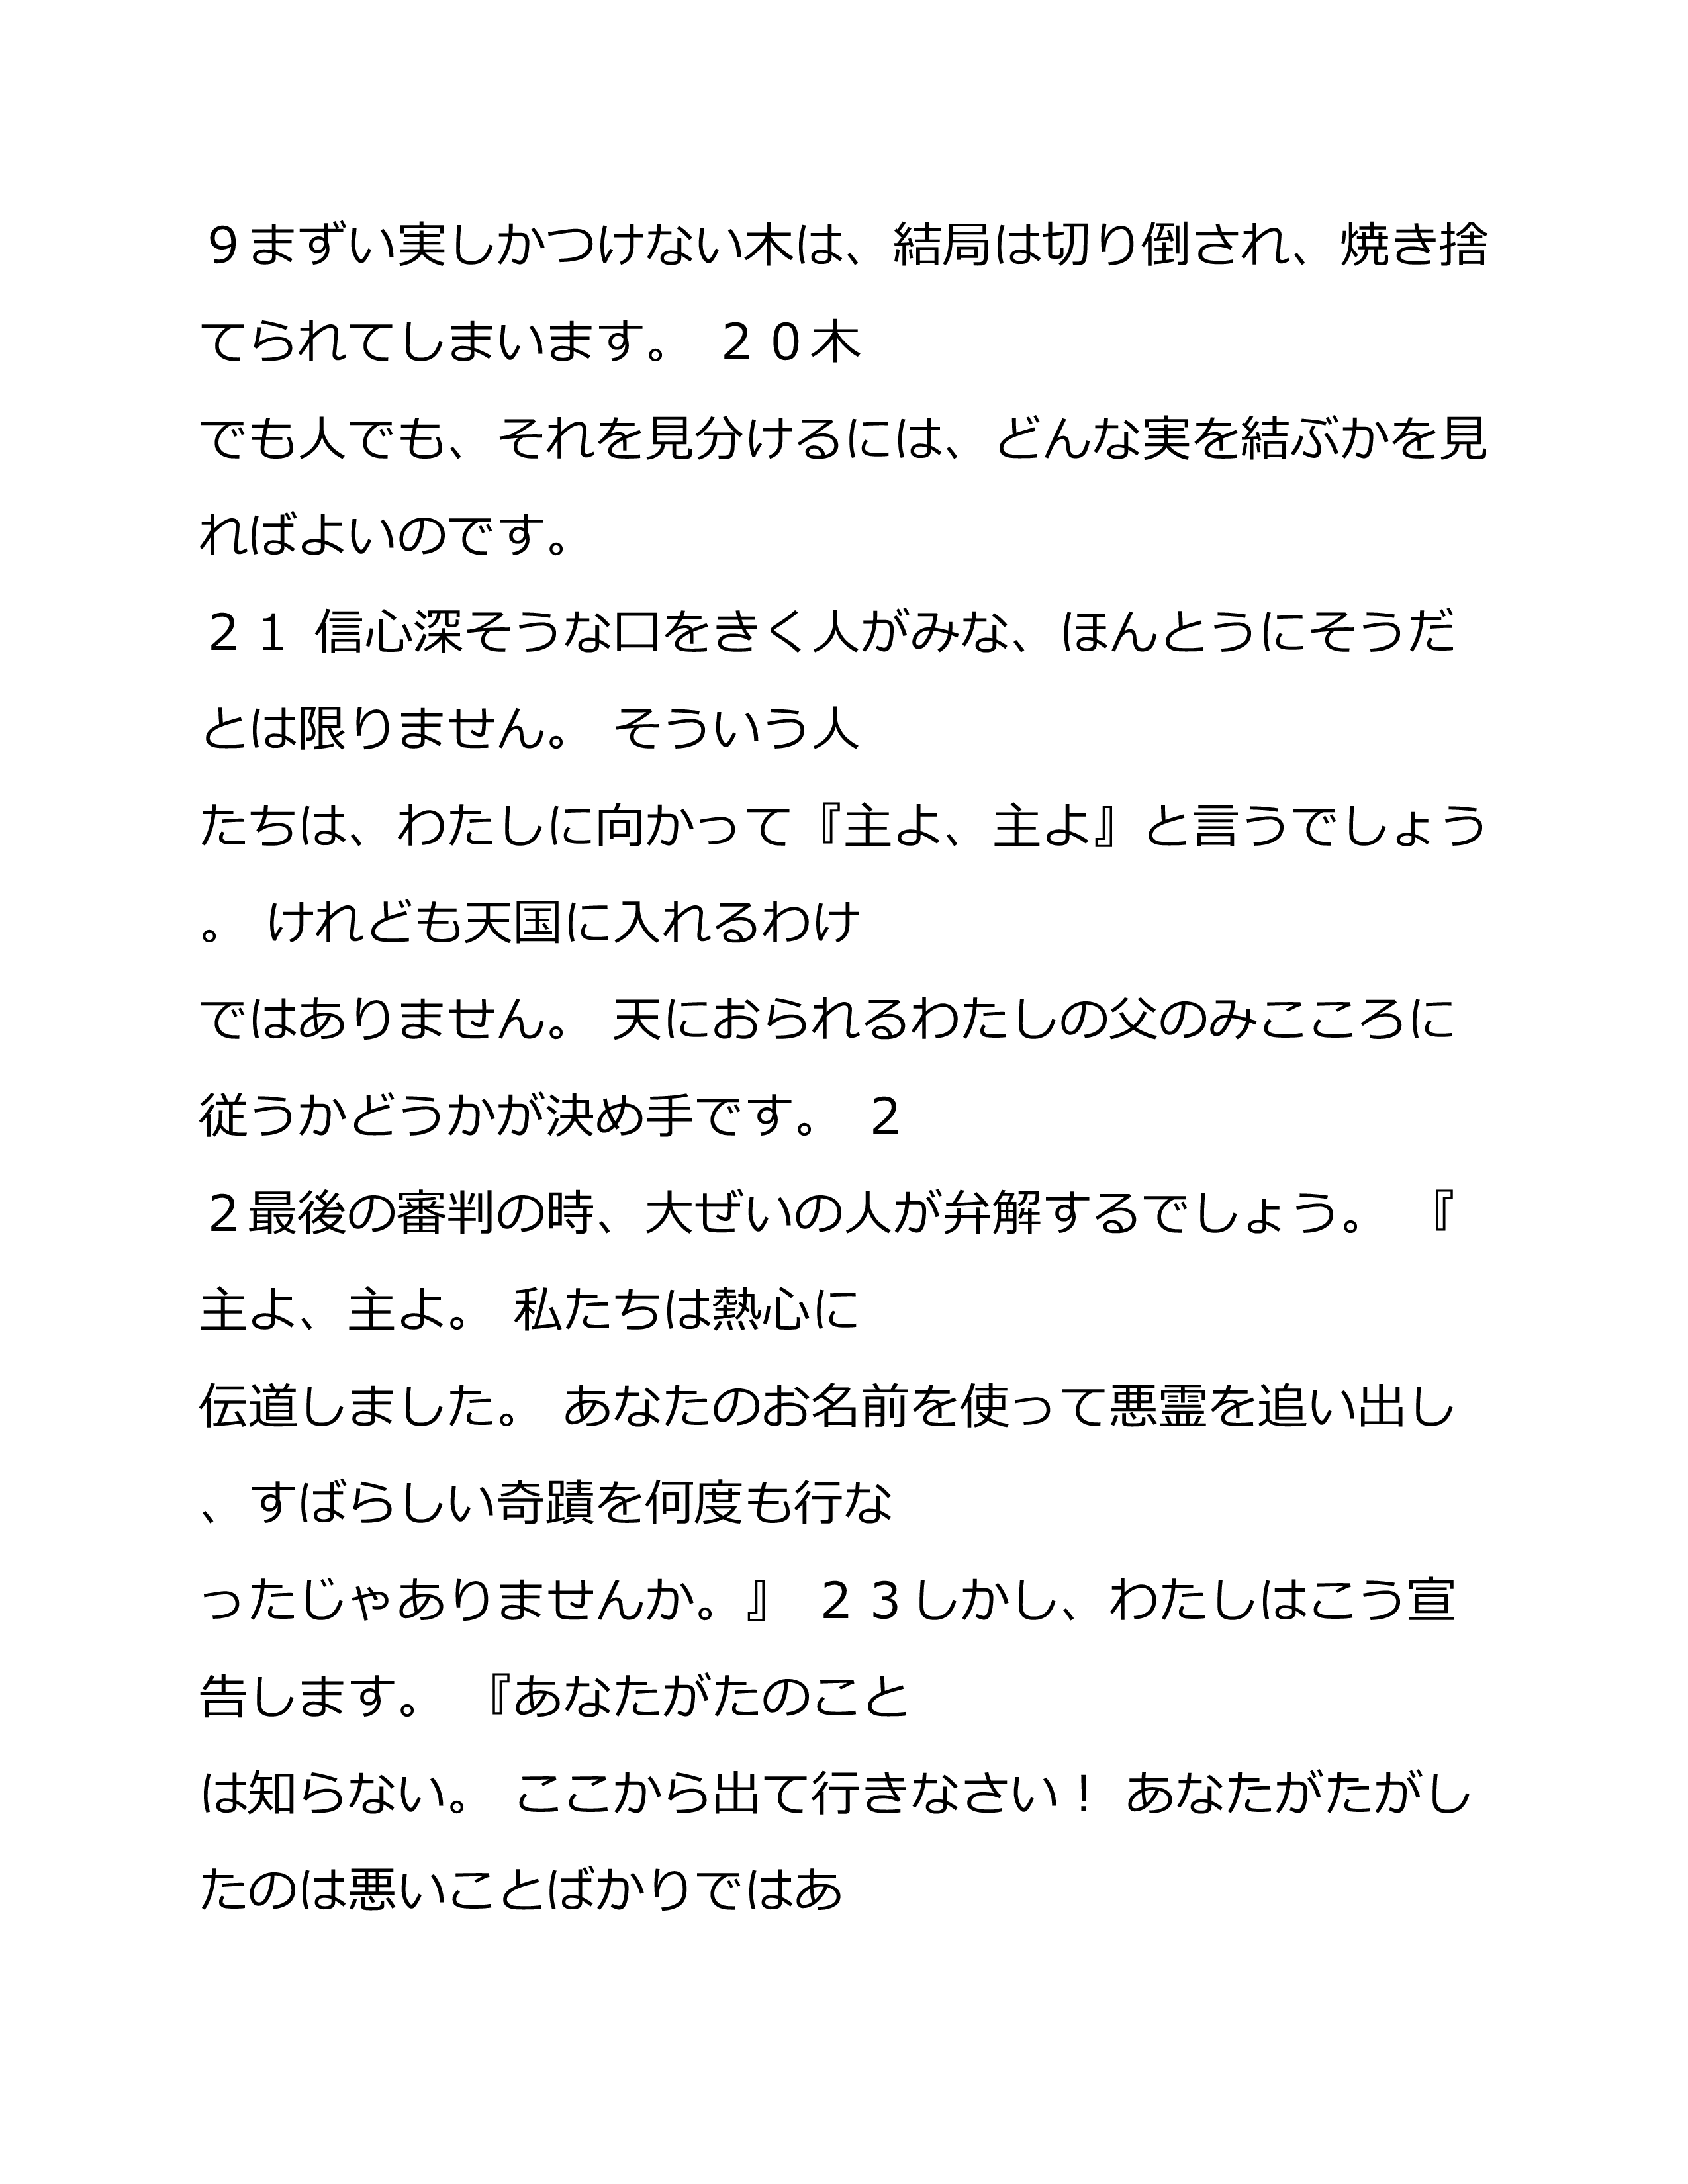 ９まずい実しかつけない木は、結局は切り倒され、焼き捨
てられてしまいます。 ２０木
でも人でも、それを見分けるには、どんな実を結ぶかを見
ればよいのです。
２１ 信心深そうな口をきく人がみな、ほんとうにそうだ
とは限りません。 そういう人
たちは、わたしに向かって『主よ、主よ』と言うでしょう
。 けれども天国に入れるわけ
ではありません。 天におられるわたしの父のみこころに
従うかどうかが決め手です。 ２
２最後の審判の時、大ぜいの人が弁解するでしょう。 『
主よ、主よ。 私たちは熱心に
伝道しました。 あなたのお名前を使って悪霊を追い出し
、すばらしい奇蹟を何度も行な
ったじゃありませんか。』 ２３しかし、わたしはこう宣
告します。 『あなたがたのこと
は知らない。 ここから出て行きなさい！ あなたがたがし
たのは悪いことばかりではあ